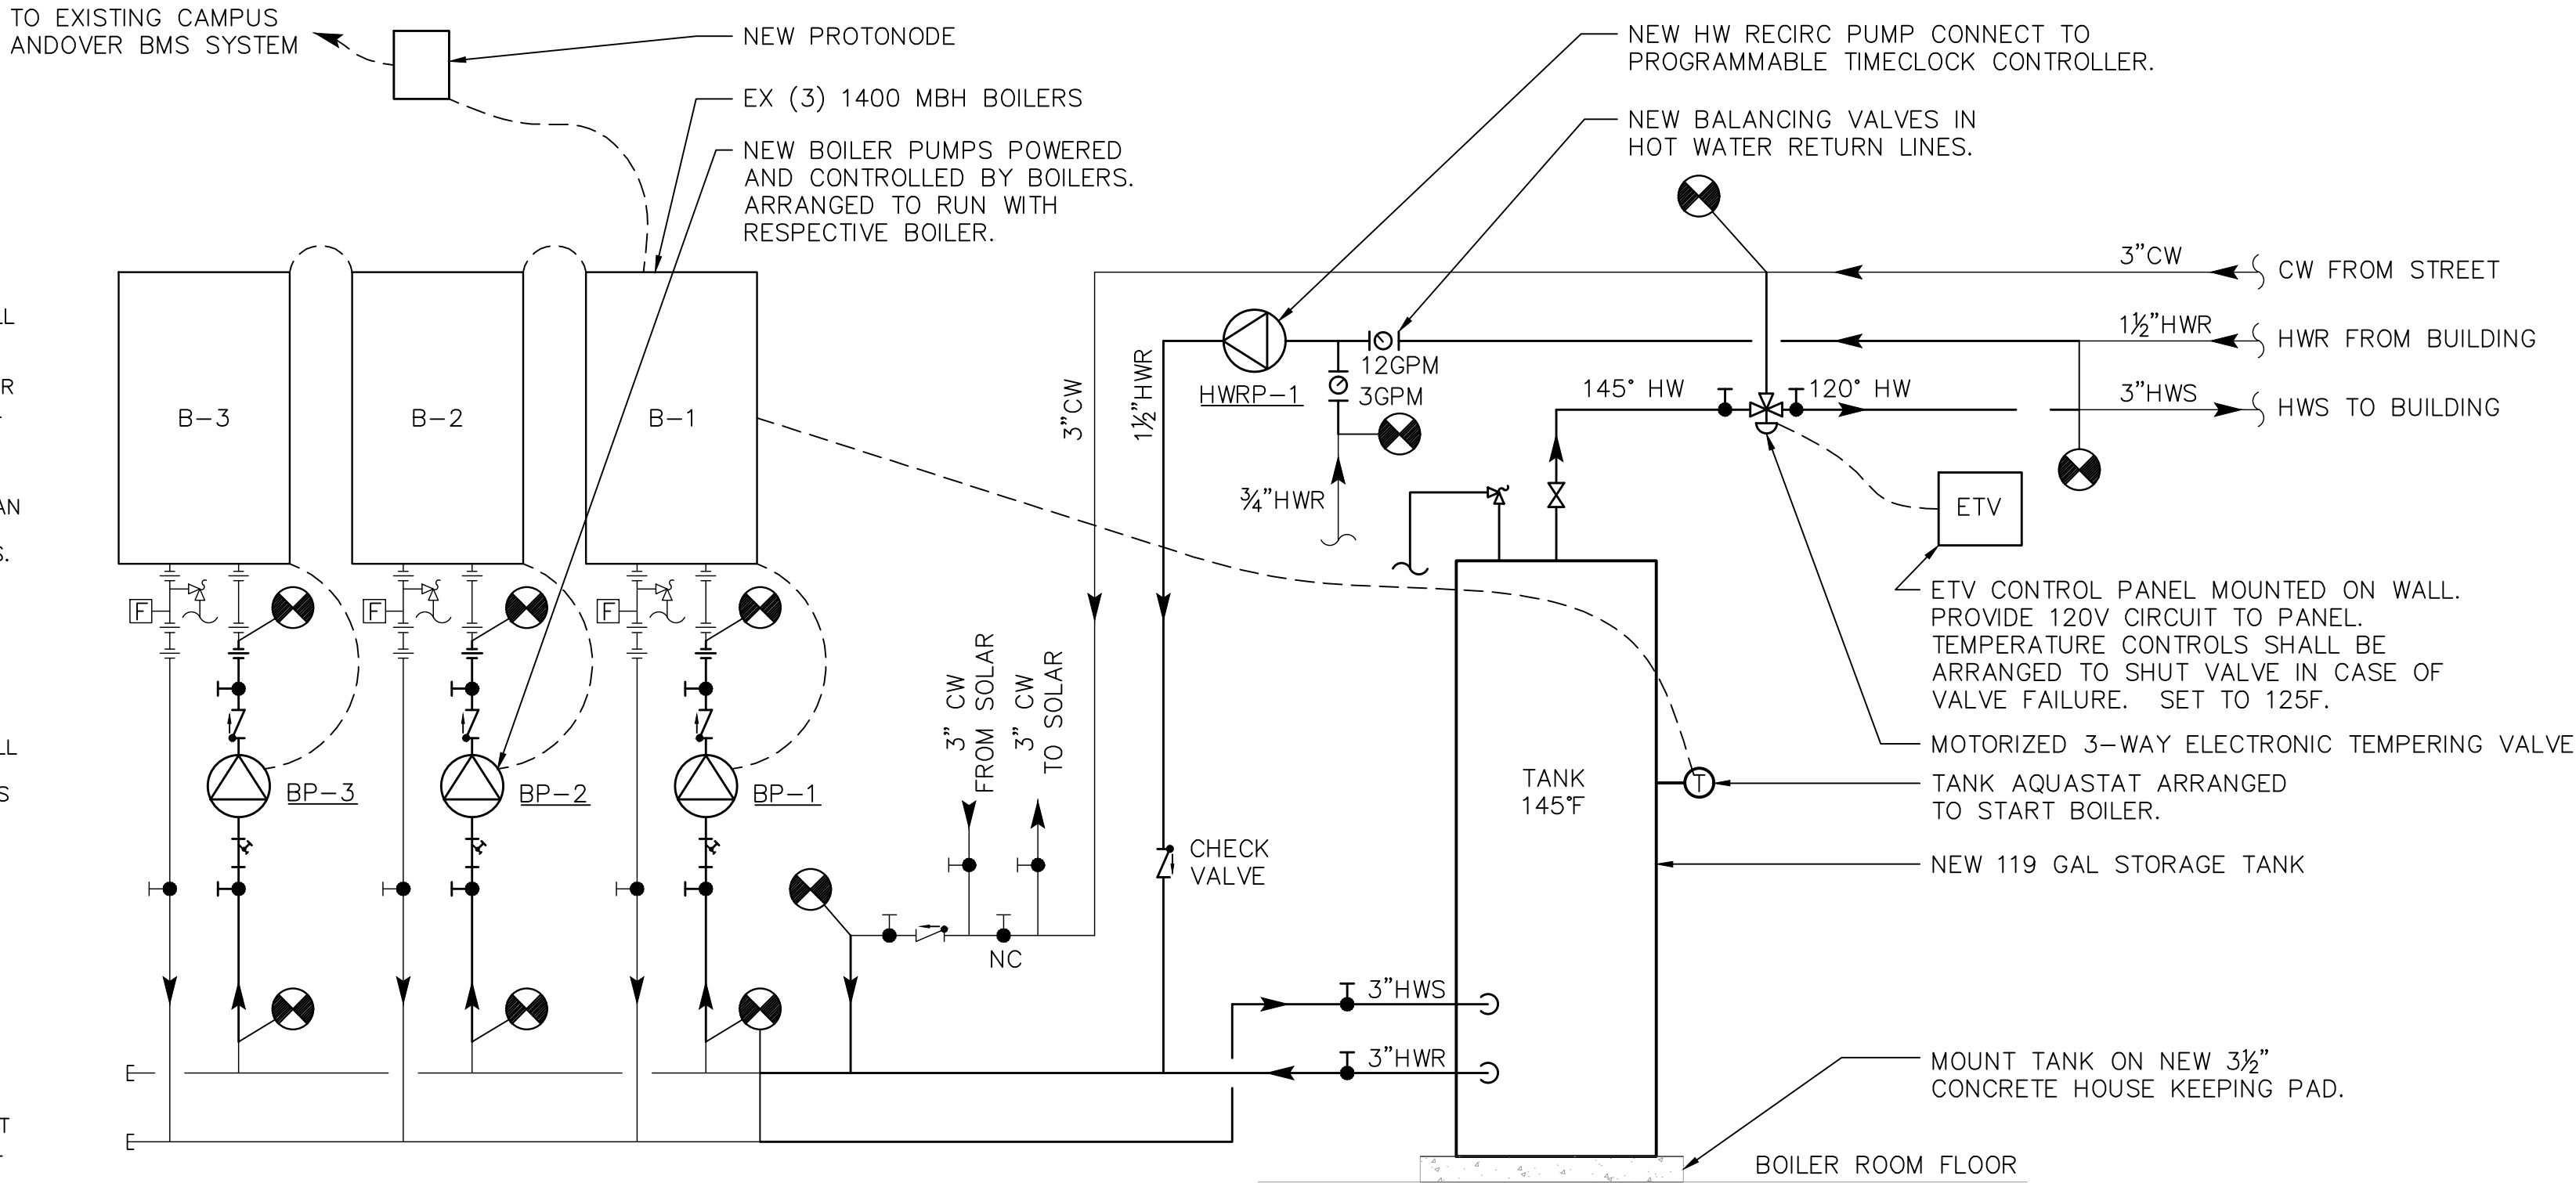 TO EXISTING CAMPUS
ANDOVER BMS SYSTEM
NEW PROTONODE
EX (3) 1400 MBH BOILERS
NEW BOILER PUMPS POWERED
AND CONTROLLED BY BOILERS.
ARRANGED TO RUN WITH
RESPECTIVE BOILER.
NEW HW RECIRC PUMP CONNECT TO
PROGRAMMABLE TIMECLOCK CONTROLLER.
NEW BALANCING VALVES IN
HOT WATER RETURN LINES.
3"CW
CW FROM STREET
1½"HWR
HWR FROM BUILDING
3"HWS
HWS TO BUILDING
12GPM
3GPM
HWRP-1
145° HW
120° HW
3"CW
1½"HWR
¾"HWR
B-3
B-2
B-1
ETV
ETV CONTROL PANEL MOUNTED ON WALL.
PROVIDE 120V CIRCUIT TO PANEL.
TEMPERATURE CONTROLS SHALL BE
ARRANGED TO SHUT VALVE IN CASE OF
VALVE FAILURE. SET TO 125F.
MOTORIZED 3-WAY ELECTRONIC TEMPERING VALVE
TANK AQUASTAT ARRANGED
TO START BOILER.
NEW 119 GAL STORAGE TANK
F
F
F
BP-3
BP-2
BP-1
3" CW
FROM SOLAR
3" CW
TO SOLAR
TANK
145°F
T
CHECK
VALVE
NC
3"HWS
3"HWR
MOUNT TANK ON NEW 3½"
CONCRETE HOUSE KEEPING PAD.
BOILER ROOM FLOOR